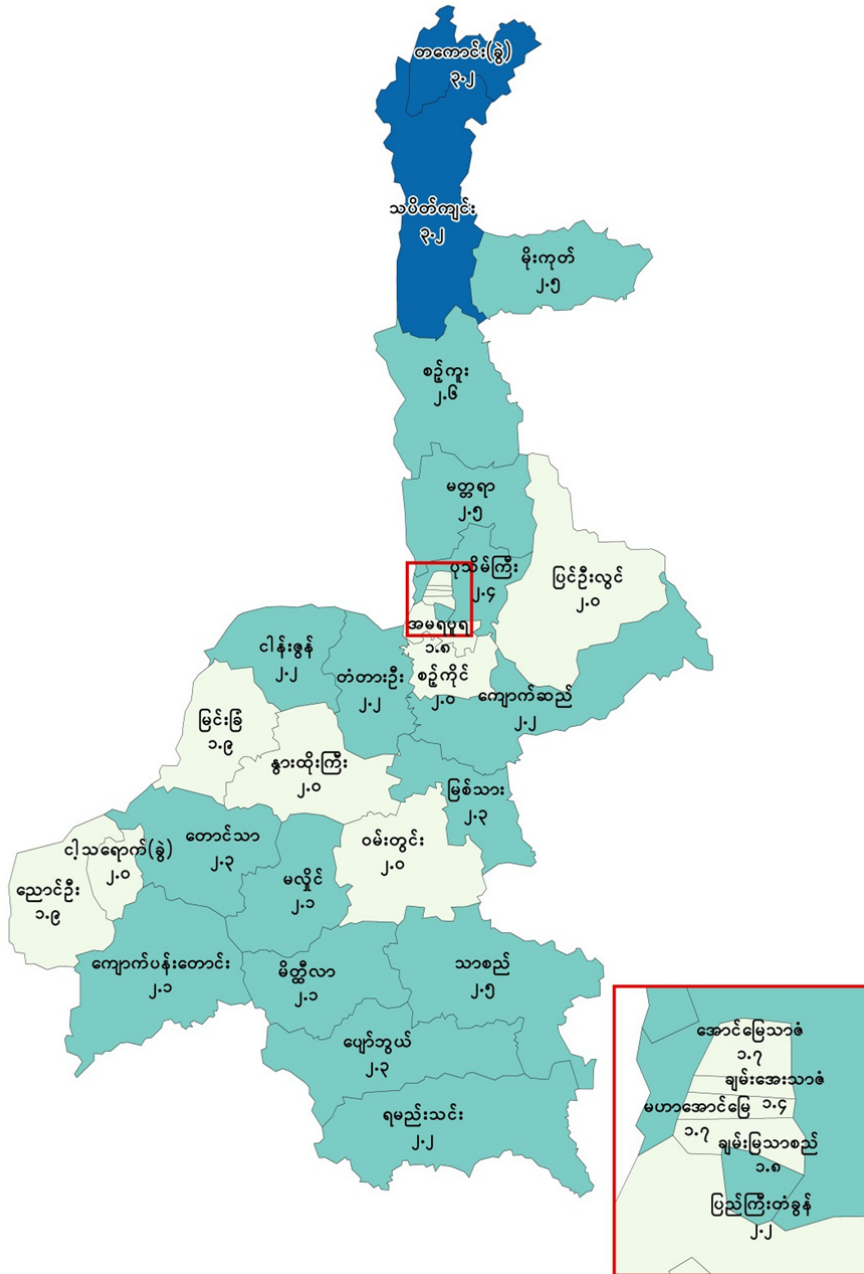 တကောင်း(ခွဲ)
၃.၂
သပိတ်ကျင်း
၃.၂
မိုးကုတ်
၂.၅
စဉ့်ကူး
၂.၆
မတ္တရာ
၂.၅
ပုသိမ်ကြီး
၂.၄
ပြင်ဦးလွင်
၂.၀
အမရပူရ
၁.၈
စဉ့်ကိုင်
၂.၀
ကျောက်ဆည်
၂.၂
ငါန်းဇွန်
၂.၂
တံတားဦး
၂.၂
မြင်းခြံ
၁.၉
နွားထိုးကြီး
၂.၀
မြစ်သား
၂.၃
တောင်သာ
၂.၃
ဝမ်းတွင်း
၂.၀
ငါ့သရောက်(ခွဲ)
၂.၀
မလှိုင်
၂.၁
ညောင်ဦး
၁.၉
ကျောက်ပန်းတောင်း
၂.၁
မိတ္ထီလာ
၂.၁
သာစည်
၂.၅
ပျော်ဘွယ်
၂.၃
ရမည်းသင်း
၂.၂
အောင်မြေသာဇံ
၁.၇
ချမ်းအေးသာဇံ
၁.၄
မဟာအောင်မြေ
၁.၇
ချမ်းမြသာစည်
၁.၈
ပြည်ကြီးတံခွန်
၂.၂